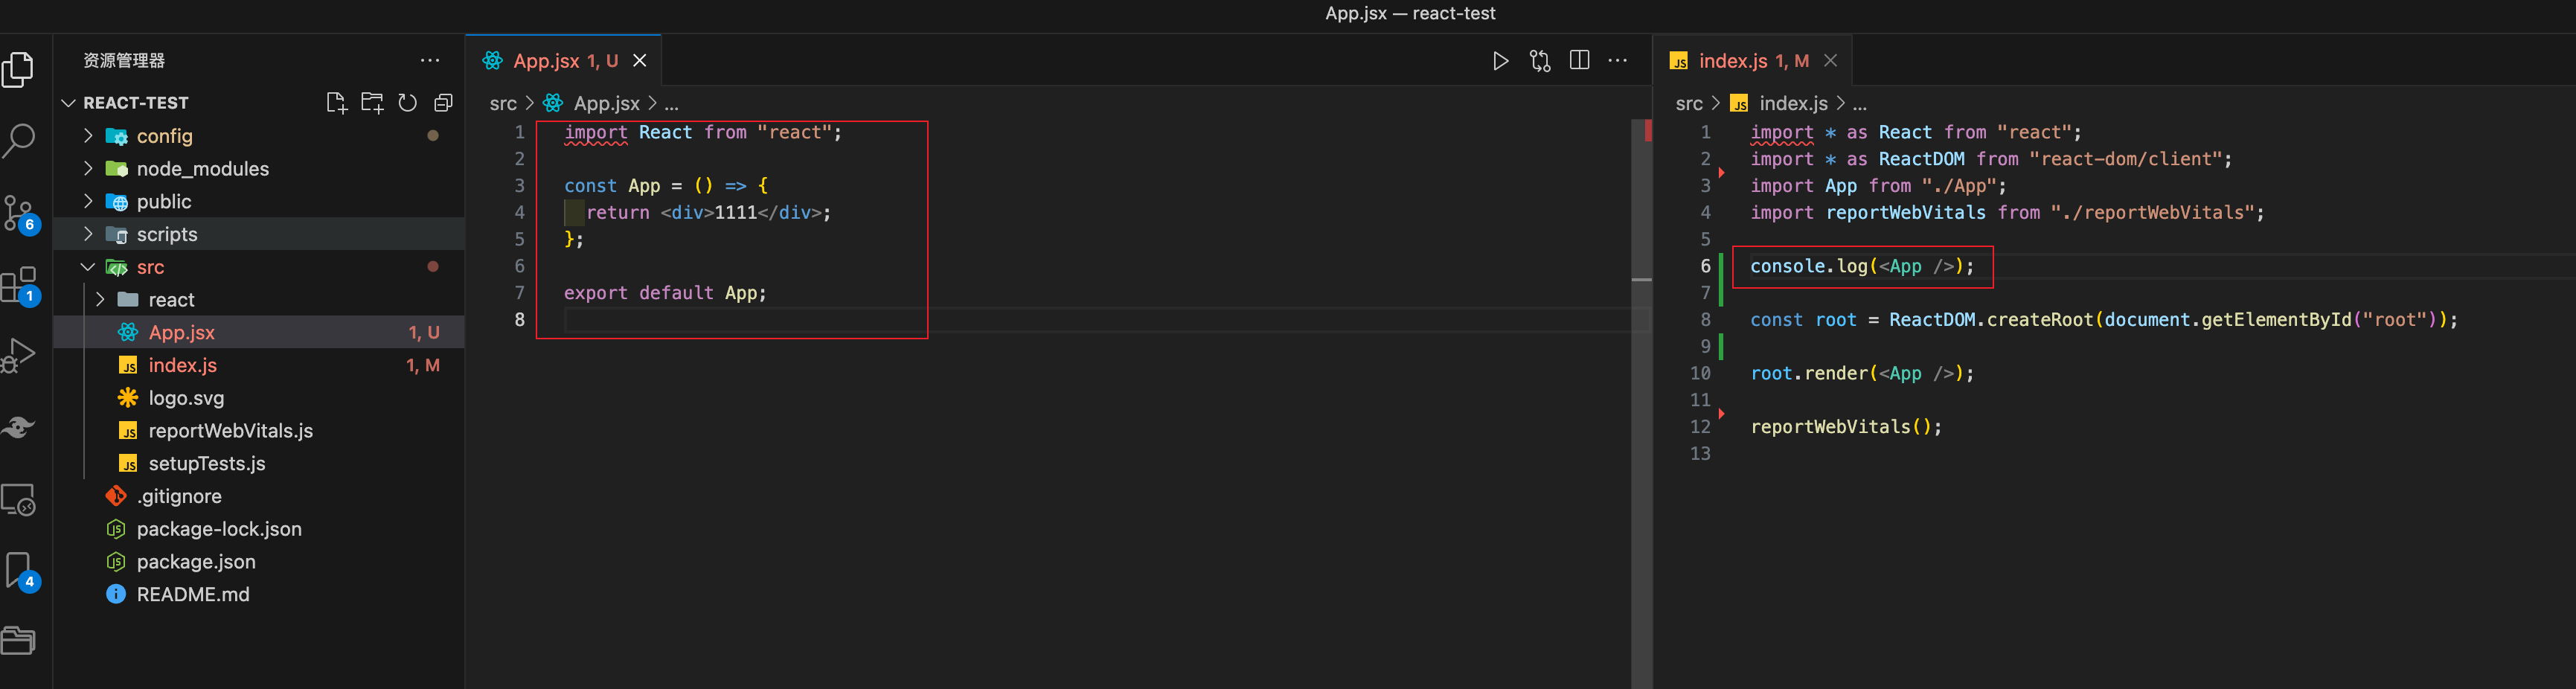 App.jsx — react-test
资源管理器
REACT-TEST
config
node_modules
public
scripts
src
react
App.jsx 1, U
index.js 1, M
logo.svg
reportWebVitals.js
setupTests.js
.gitignore
package-lock.json
package.json
README.md
6
1
4
App.jsx 1, U
src > App.jsx > ...
1 import React from "react";
2
3 const App = () => {
4 return <div>1111</div>;
5 };
6
7 export default App;
8
JS index.js 1, M
src > JS index.js > ...
1 import * as React from "react";
2 import * as ReactDOM from "react-dom/client";
3 import App from "./App";
4 import reportWebVitals from "./reportWebVitals";
5
6 console.log(<App />);
7
8 const root = ReactDOM.createRoot(document.getElementById("root"));
9
10 root.render(<App />);
11
12 reportWebVitals();
13